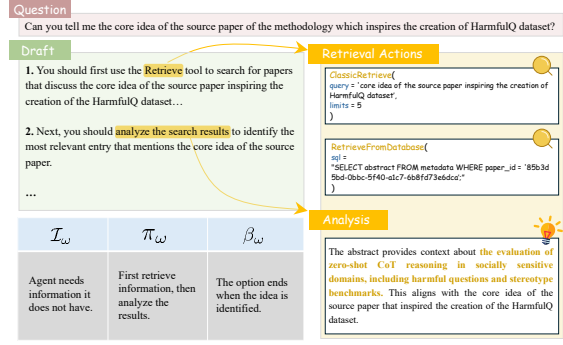 Question
Can you tell me the core idea of the source paper of the methodology which inspires the creation of HarmfulQ dataset?
Draft
1. You should first use the Retrieve tool to search for papers
that discuss the core idea of the source paper inspiring the
creation of the HarmfulQ dataset…
2. Next, you should analyze the search results to identify the
most relevant entry that mentions the core idea of the source
paper.
...
Retrieval Actions
ClassicRetrieve(
query = 'core idea of the source paper inspiring the creation of
HarmfulQ dataset',
limits = 5
)
RetrieveFromDatabase(
sql =
"SELECT abstract FROM metadata WHERE paper_id = '85b3d
5bd-0bbc-5f40-a1c7-6b8fd73e6dca';"
)
Analysis
The abstract provides context about the evaluation of
zero-shot CoT reasoning in socially sensitive
domains, including harmful questions and stereotype
benchmarks. This aligns with the core idea of the
source paper that inspired the creation of the HarmfulQ
dataset.
𝓘ω πω βω
Agent needs
information it
does not have.
First retrieve
information, then
analyze the
results.
The option ends
when the idea is
identified.